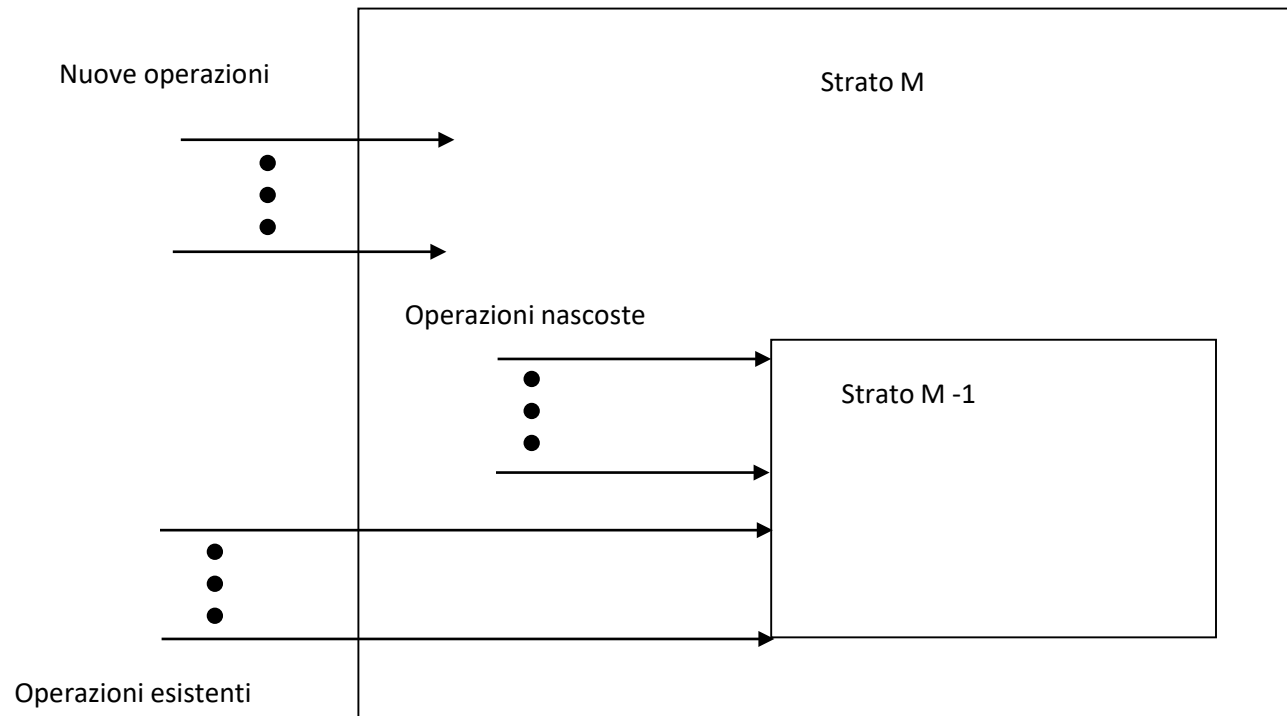 Nuove operazioni
Strato M
Operazioni nascoste
Strato M -1
Operazioni esistenti